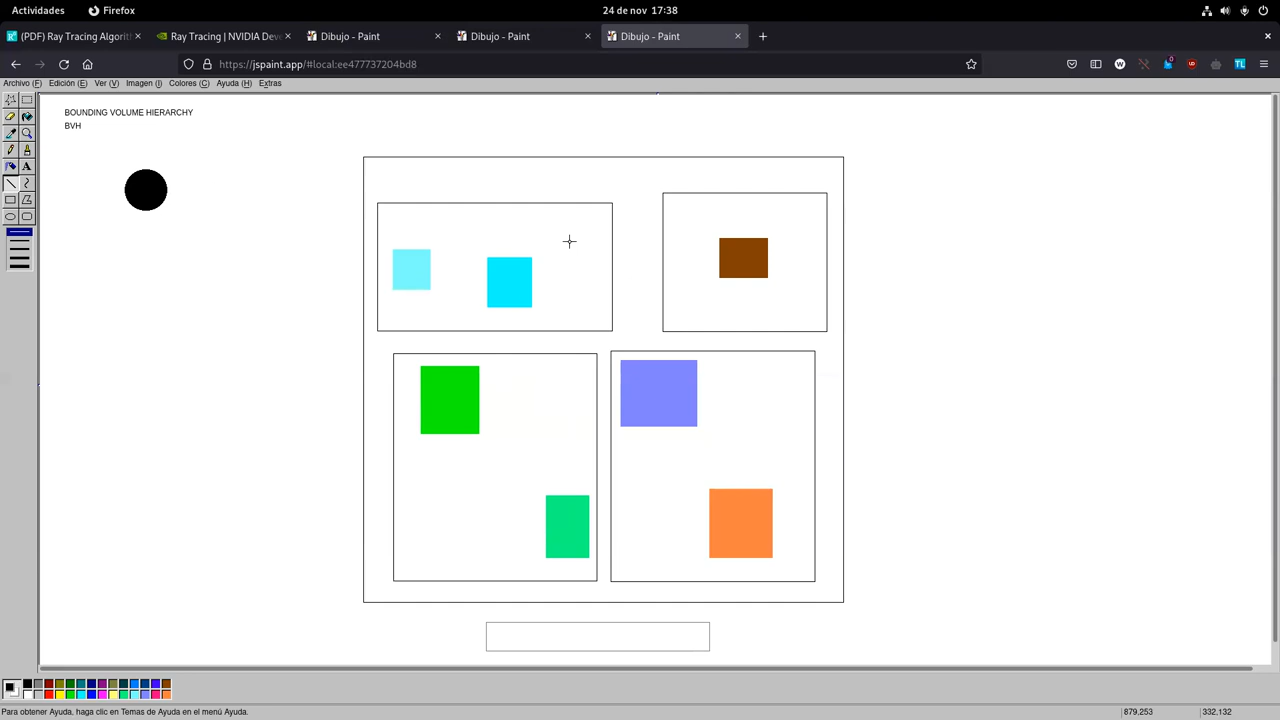 Actividades
Firefox
24 de nov 17:38
(PDF) Ray Tracing Algorith
Ray Tracing | NVIDIA Deve
Dibujo - Paint
Dibujo - Paint
Dibujo - Paint
https://jspaint.app/#local:ee477737204bd8
Archivo (F)
Edición (E)
Ver (V)
Imagen (I)
Colores (C)
Ayuda (H)
Extras
BOUNDING VOLUME HIERARCHY
BVH
Para obtener Ayuda, haga clic en Temas de Ayuda en el menú Ayuda.
879,253
332,132